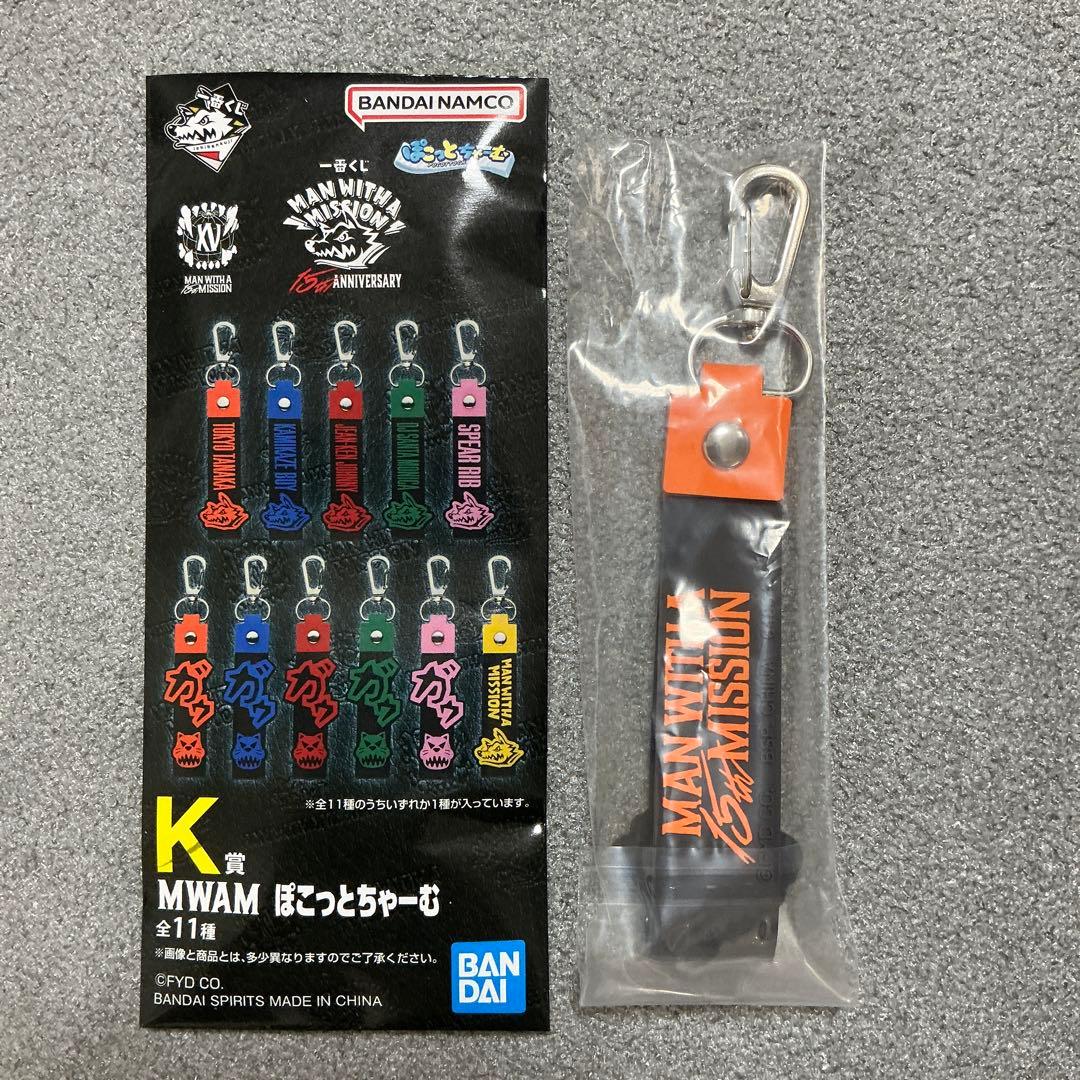 一番くじ
BANDAI NAMCO
ぽこっとちゃーむ
POCOTTOCHARM
一番くじ
MAN WITH A
MISSION
15th ANNIVERSARY
XV
MAN WITH A
15th MISSION
TOKYO TANAKA
KAMIKAZE BOY
JEAN-KEN JOHNNY
DJ SANTA MONICA
SPEAR RIB
ガウ
ガウ
ガウ
ガウ
ガウ
MAN WITH A
MISSION
※全11種のうちいずれか1種が入っています。
K賞
MWAM ぽこっとちゃーむ
全11種
※画像と商品とは、多少異なりますのでご了承ください。
©FYD CO.
BANDAI SPIRITS MADE IN CHINA
BAN
DAI
MAN WITH A
15th MISSION